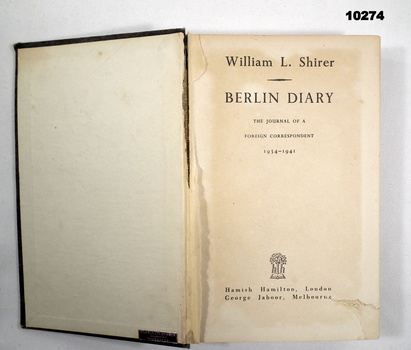 10274
William L. Shirer
BERLIN DIARY
THE JOURNAL OF A
FOREIGN CORRESPONDENT
1934–1941
Hamish Hamilton, London
George Jaboor, Melbourne